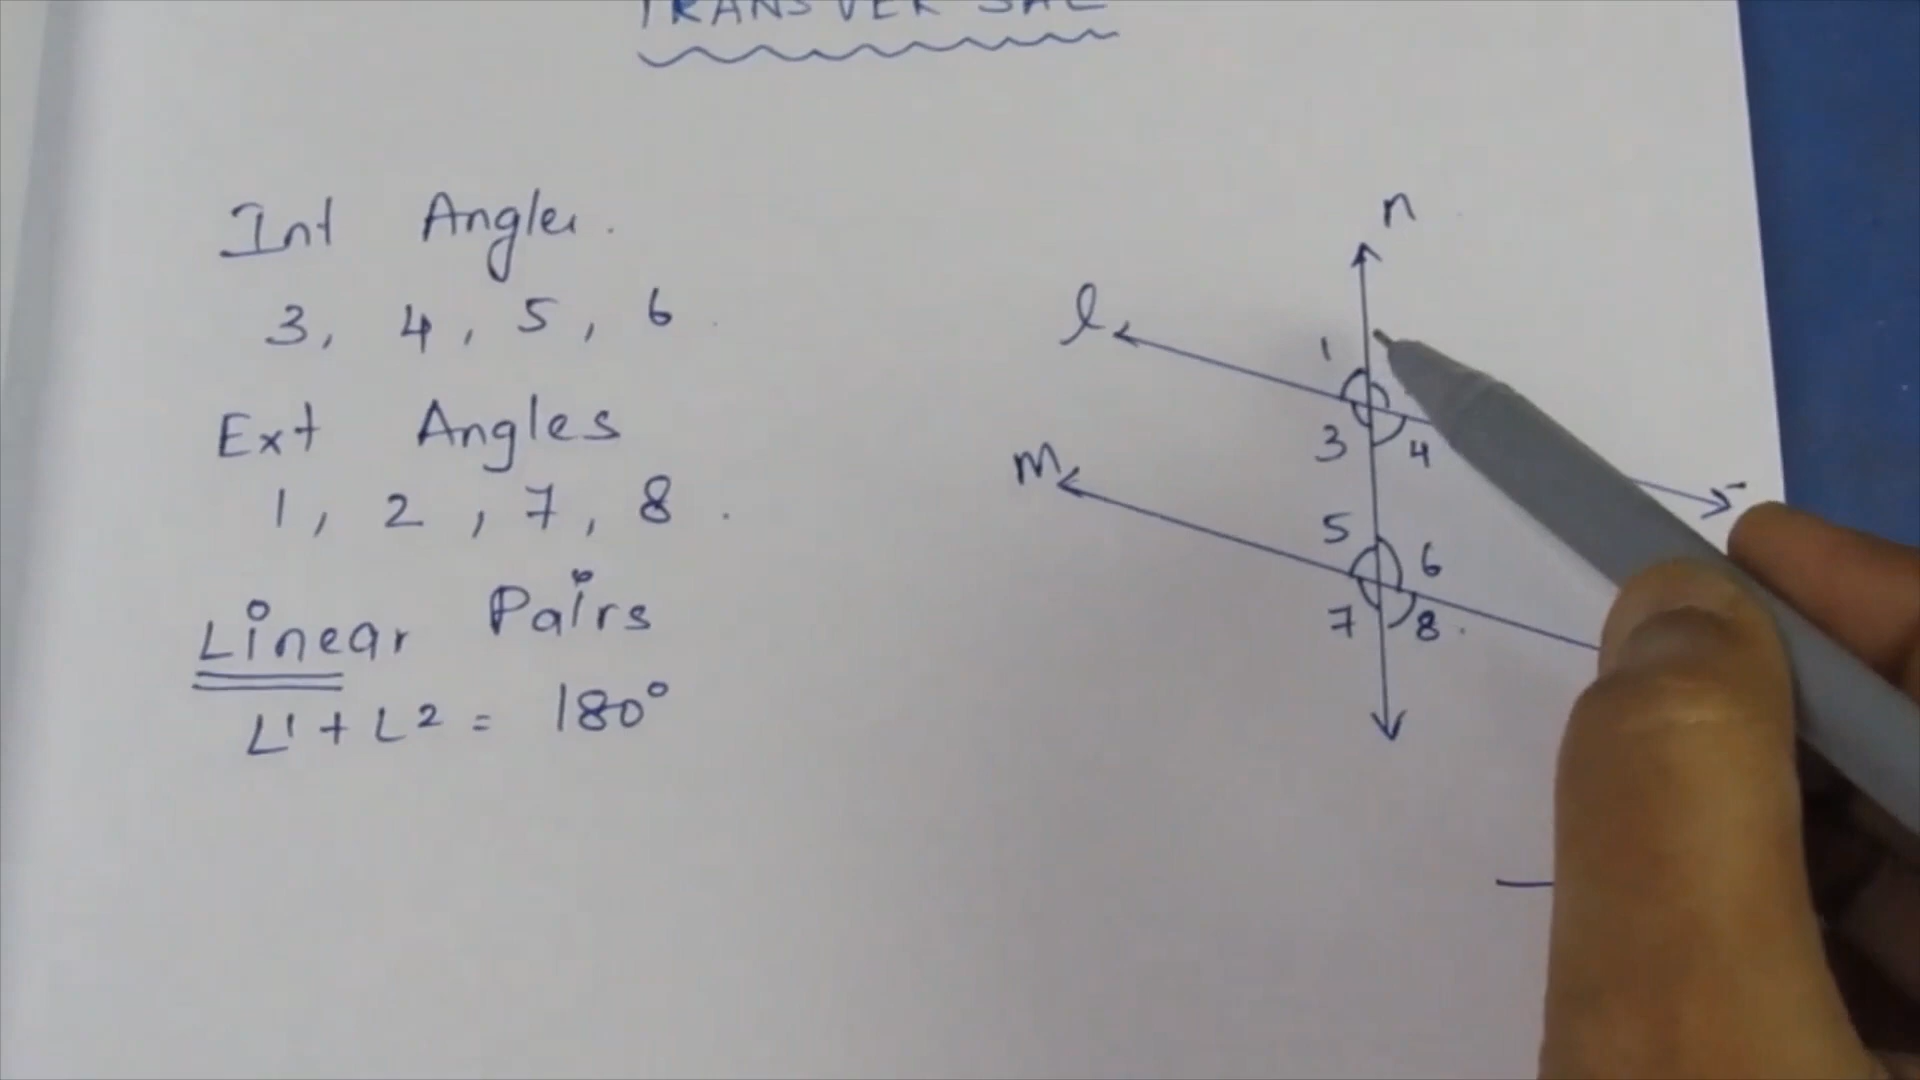 TRANSVERSAL
Int Angles.
3, 4, 5, 6
Ext Angles
1, 2, 7, 8.
Linear Pairs
∠1 + ∠2 = 180°
n
l
1
3 4
m
5 6
7 8